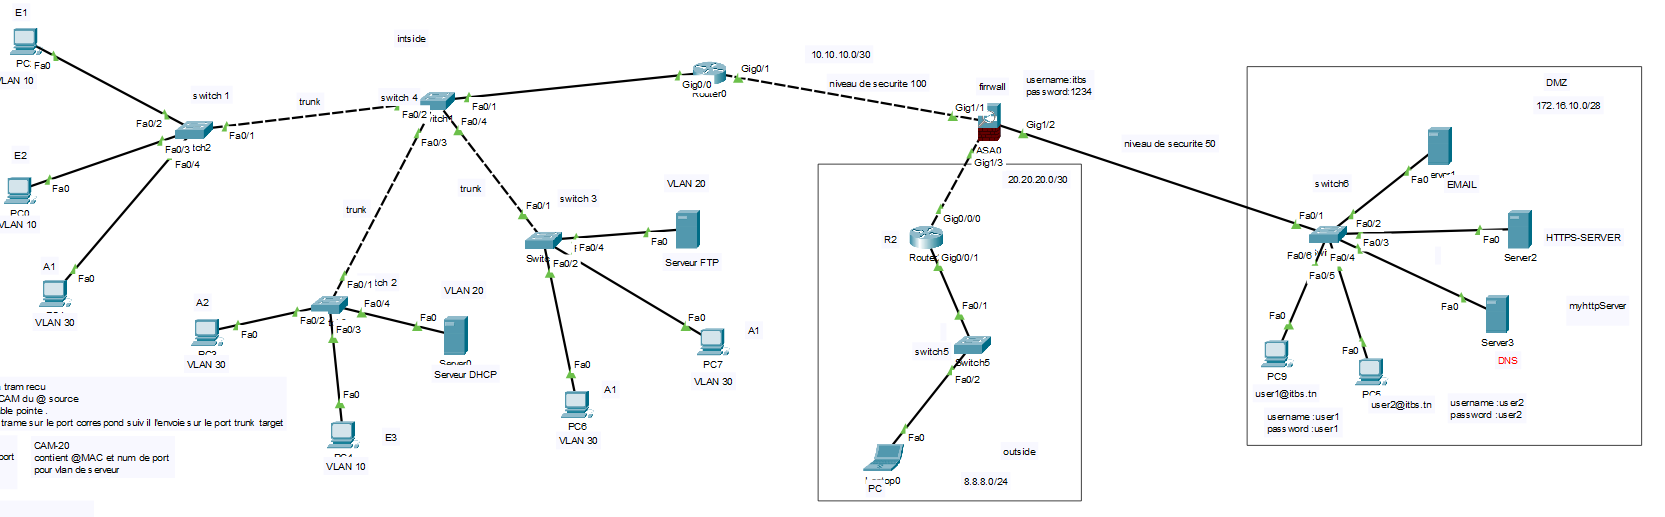 E1
Fa0
VLAN 10
switch 1
Fa0/2
Fa0/1
Fa0/3
Fa0/4
E2
Fa0
PC0
VLAN 10
A1
Fa0
VLAN 30
trunk
intside
switch 4
Fa0/2
Fa0/1
Fa0/4
Fa0/3
trunk
trunk
Gig0/0
Gig0/1
Router0
10.10.10.0/30
niveau de securite 100
firrwall
username:itbs
password:1234
Gig1/1
Gig1/2
ASA0
Gig1/3
niveau de securite 50
VLAN 20
switch 3
Fa0/1
Fa0/4
Fa0/2
Fa0
Serveur FTP
Fa0
A1
PC7
VLAN 30
Fa0
A1
PC6
VLAN 30
Fa0/1
Fa0/4
Fa0/2
Fa0/3
A2
Fa0
PC3
VLAN 30
VLAN 20
Fa0
Server0
Serveur DHCP
Fa0
E3
VLAN 10
tram recu
CAM du @ source
pointe .
trame sur le port corres pond suiv il l'envoie sur le port trunk target
CAM-20
contient @MAC et num de port
pour vlan de serveur
20.20.20.0/30
Gig0/0/0
R2
Gig0/0/1
Fa0/1
switch5
Switch5
Fa0/2
Fa0
PC
outside
8.8.8.0/24
DMZ
172.16.10.0/28
switch6
Fa0/1
Fa0/2
Fa0/3
Fa0/6
Fa0/4
Fa0/5
Fa0
EMAIL
Fa0
HTTPS-SERVER
Server2
Fa0
myhttpServer
Server3
DNS
Fa0
PC9
user1@itbs.tn
username :user1
password :user1
Fa0
user2@itbs.tn
username :user2
password :user2